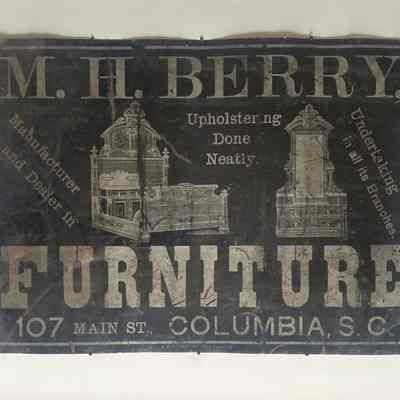 M. H. BERRY.
Manufacturer
and Dealer in
Upholstering
Done
Neatly.
Undertaking
in all its Branches.
FURNITURE
107 MAIN ST., COLUMBIA, S.C.